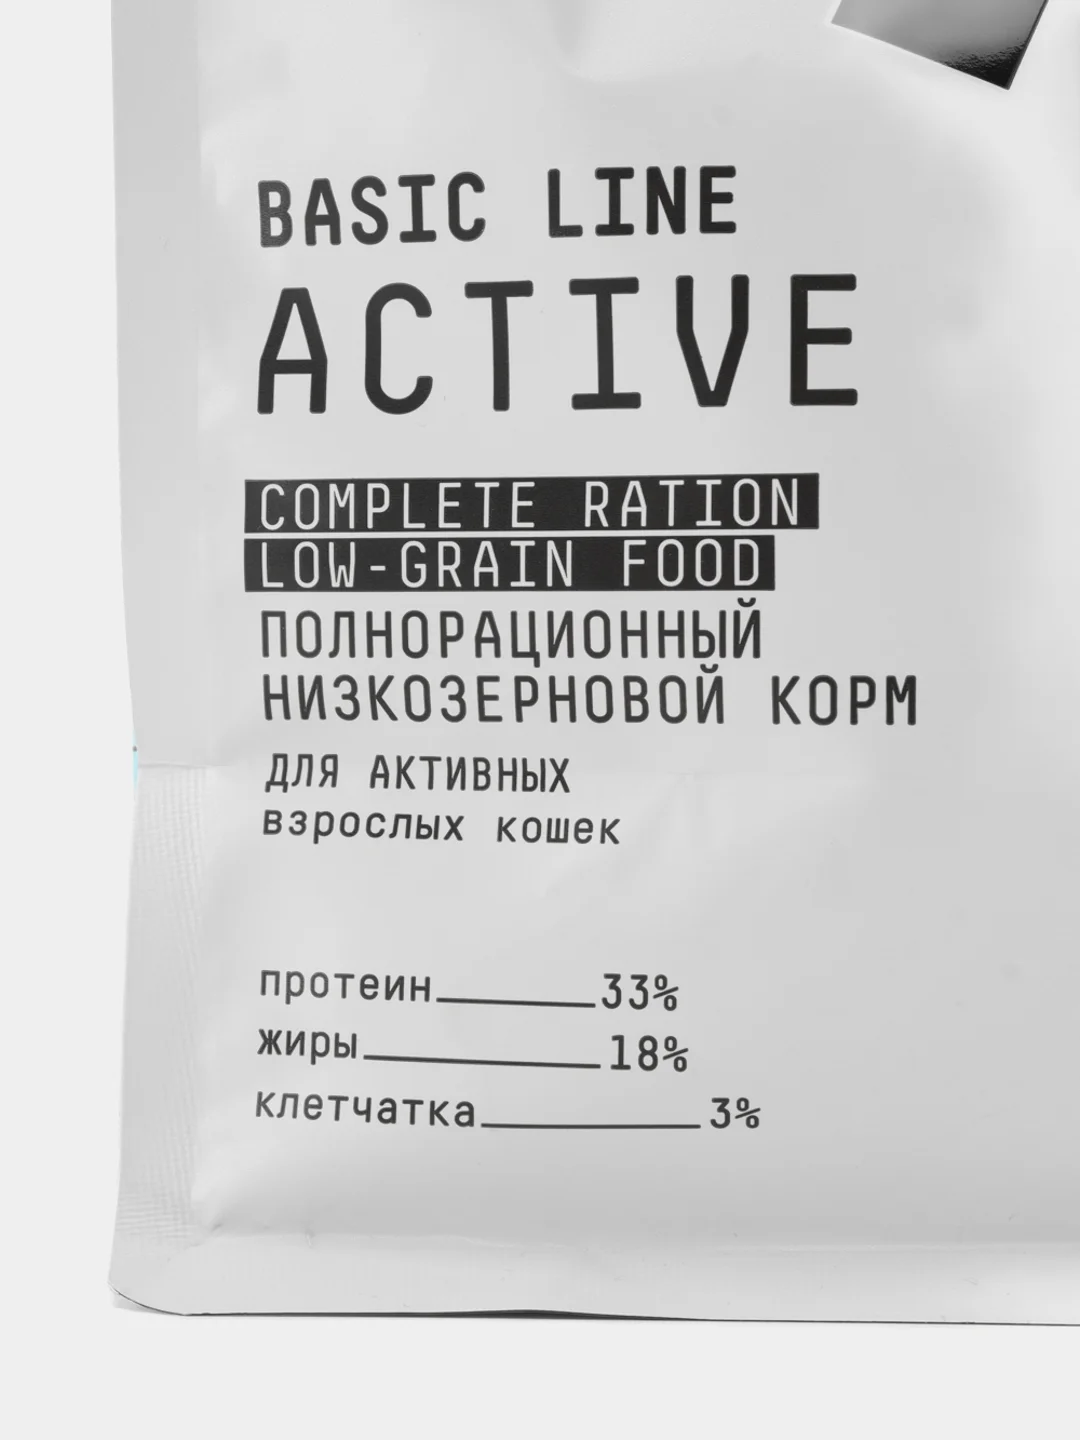 BASIC LINE
ACTIVE
COMPLETE RATION
LOW-GRAIN FOOD
ПОЛНОРАЦИОННЫЙ
НИЗКОЗЕРНОВОЙ КОРМ
ДЛЯ АКТИВНЫХ
взрослых кошек
протеин 33%
жиры 18%
клетчатка 3%